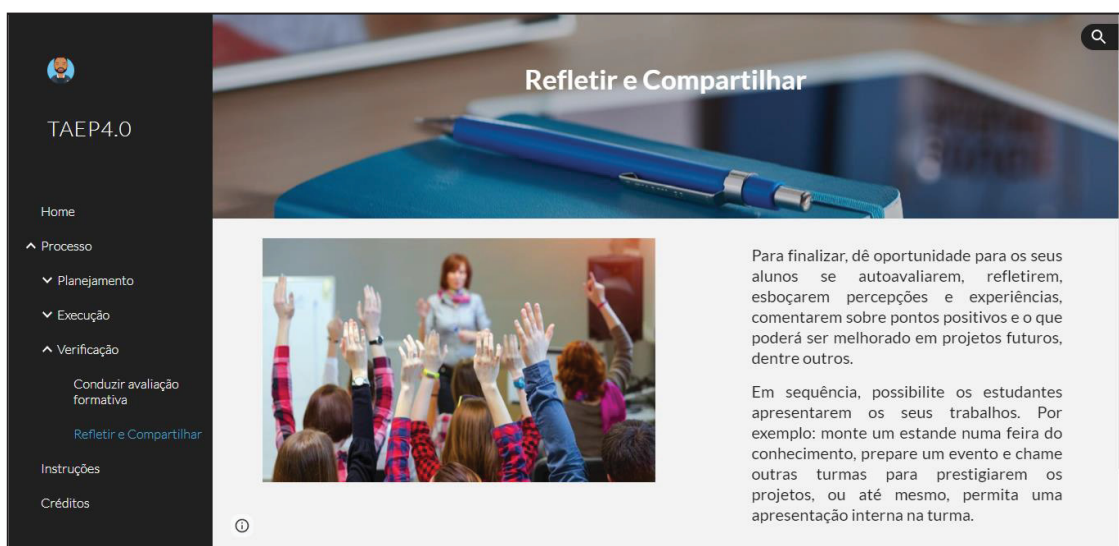 TAEP4.0
Home
Processo
Planejamento
Execução
Verificação
Conduzir avaliação
formativa
Refletir e Compartilhar
Instruções
Créditos
Refletir e Compartilhar
Para finalizar, dê oportunidade para os seus
alunos se autoavaliarem, refletirem,
esboçarem percepções e experiências,
comentarem sobre pontos positivos e o que
poderá ser melhorado em projetos futuros,
dentre outros.
Em sequência, possibilite os estudantes
apresentarem os seus trabalhos. Por
exemplo: monte um estande numa feira do
conhecimento, prepare um evento e chame
outras turmas para prestigiarem os
projetos, ou até mesmo, permita uma
apresentação interna na turma.